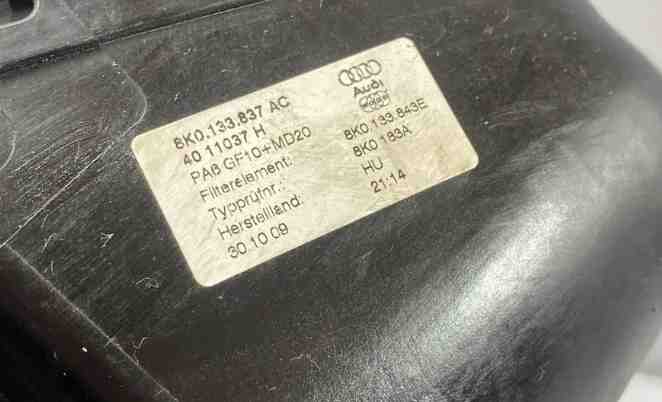 8K0.133.837 AC
Audi
40 11037 H
PA6 GF10+MD20
Filterelement: 8K0.133.843E
Typprüfnr.: 8K0 183A
Herstellland: HU
30.10.09 21:14